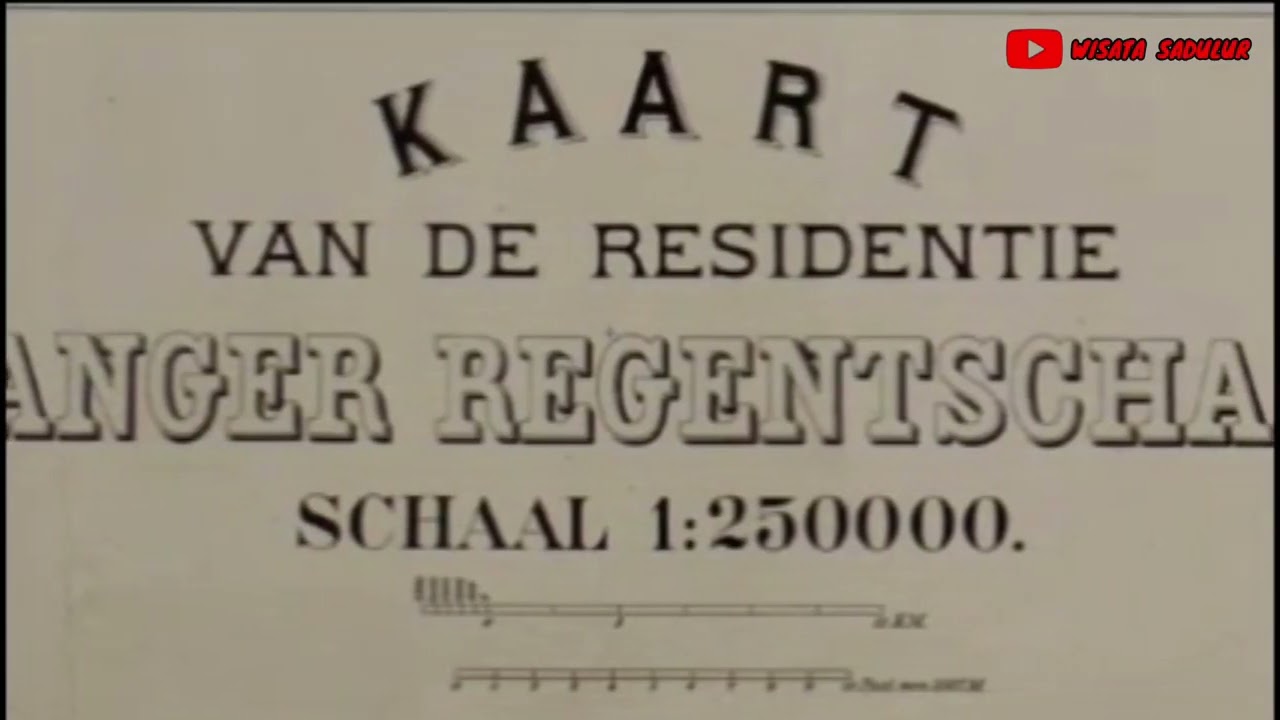 WISATA SADULUR
KAART
VAN DE RESIDENTIE
ANGER REGENTSCHA
SCHAAL 1:250000.